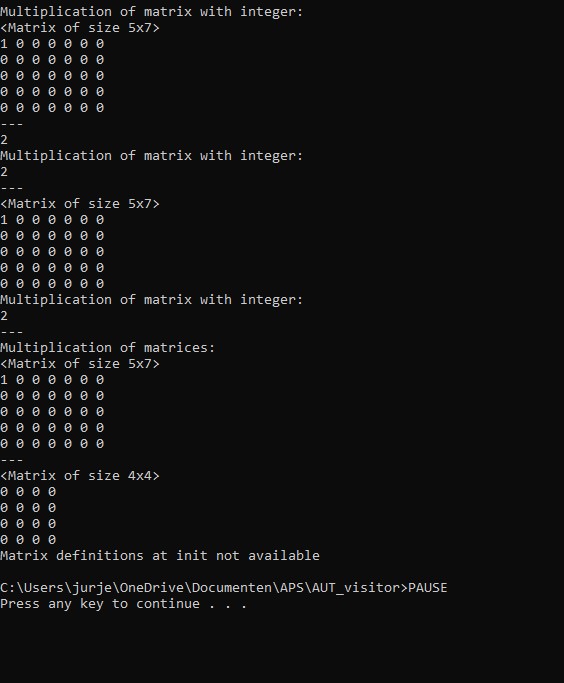 Multiplication of matrix with integer:
<Matrix of size 5x7>
1 0 0 0 0 0 0
0 0 0 0 0 0 0
0 0 0 0 0 0 0
0 0 0 0 0 0 0
0 0 0 0 0 0 0
---
2
Multiplication of matrix with integer:
2
---
<Matrix of size 5x7>
1 0 0 0 0 0 0
0 0 0 0 0 0 0
0 0 0 0 0 0 0
0 0 0 0 0 0 0
0 0 0 0 0 0 0
Multiplication of matrix with integer:
2
---
Multiplication of matrices:
<Matrix of size 5x7>
1 0 0 0 0 0 0
0 0 0 0 0 0 0
0 0 0 0 0 0 0
0 0 0 0 0 0 0
0 0 0 0 0 0 0
---
<Matrix of size 4x4>
0 0 0 0
0 0 0 0
0 0 0 0
0 0 0 0
Matrix definitions at init not available
C:\Users\jurje\OneDrive\Documenten\APS\AUT_visitor>PAUSE
Press any key to continue . . .